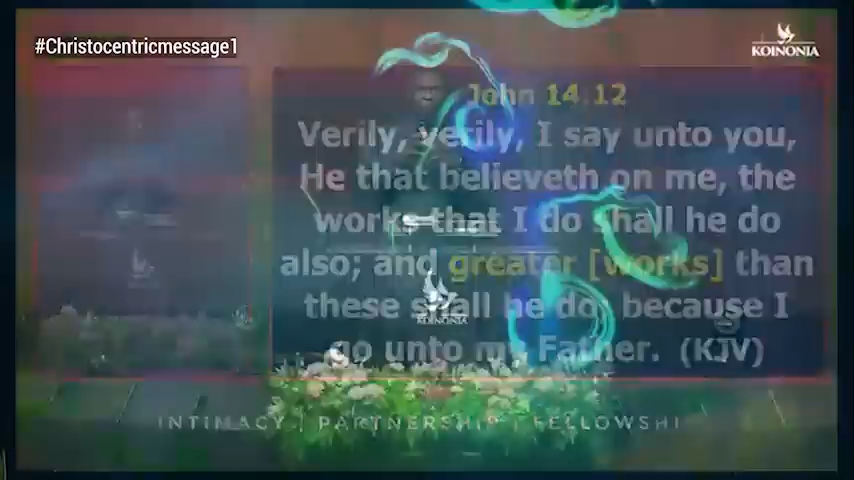 #Christocentricmessage1
KOINONIA
John 14.12
Verily, verily, I say unto you,
He that believeth on me, the
works that I do shall he do
also; and greater [works] than
these shall he do; because I
KOINONIA
go unto my Father. (KJV)
INTIMACY | PARTNERSHIP | FELLOWSHI